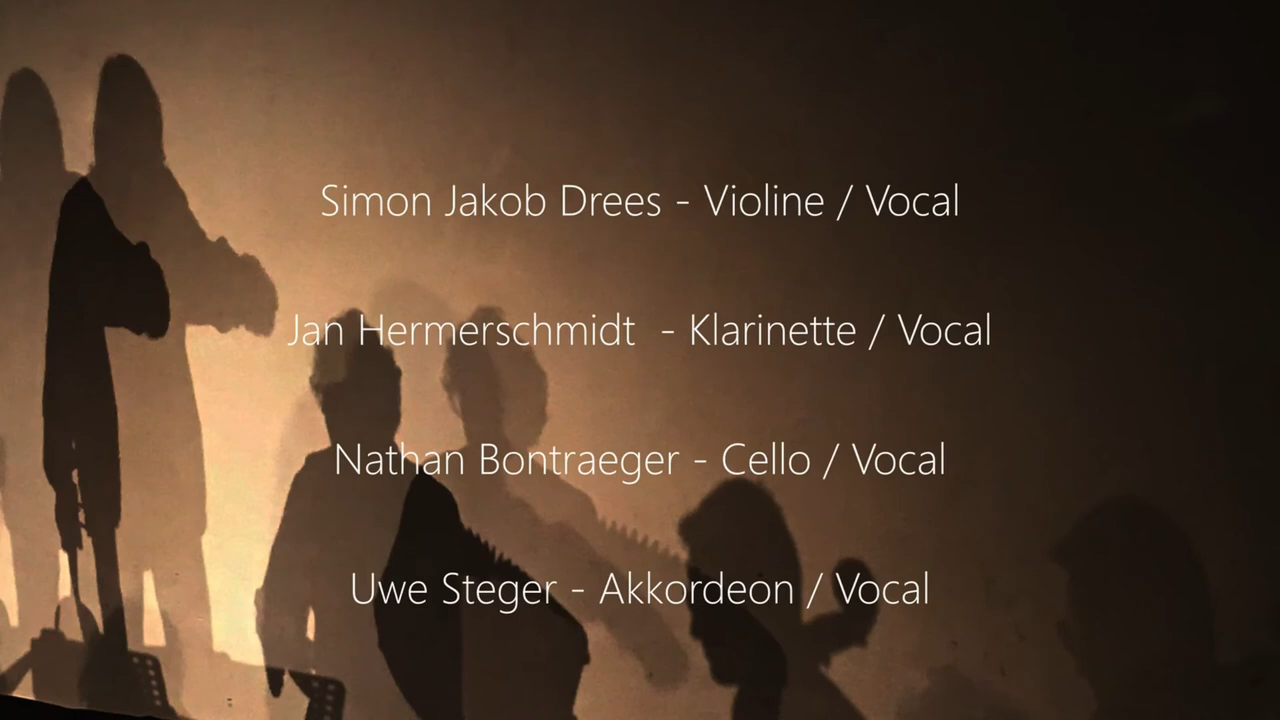 Simon Jakob Drees - Violine / Vocal
Jan Hermerschmidt - Klarinette / Vocal
Nathan Bontraeger - Cello / Vocal
Uwe Steger - Akkordeon / Vocal